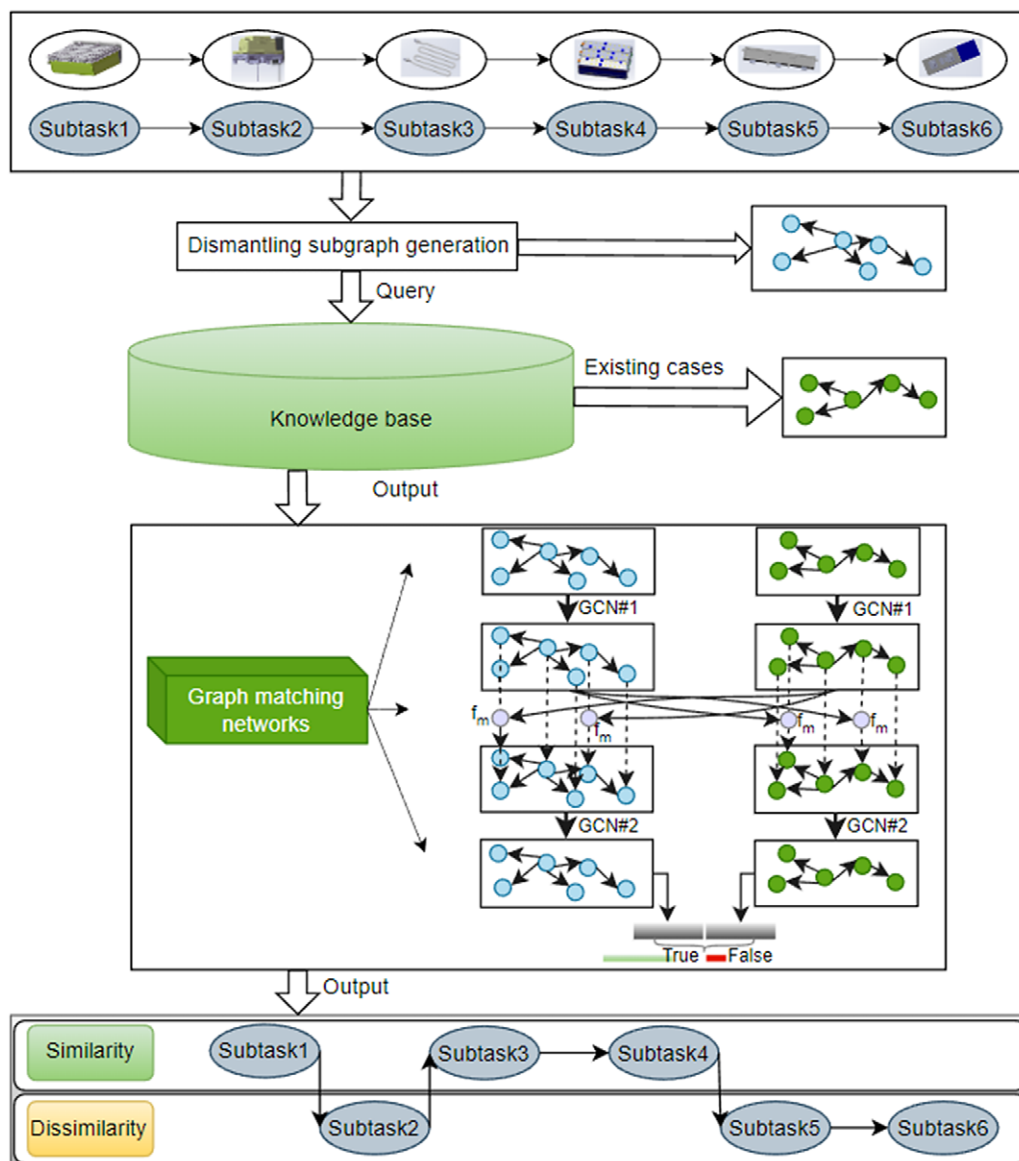 Subtask1
Subtask2
Subtask3
Subtask4
Subtask5
Subtask6
Dismantling subgraph generation
Query
Existing cases
Knowledge base
Output
GCN#1
GCN#1
Graph matching
networks
fm
fm
fm
fm
GCN#2
GCN#2
True
False
Output
Similarity
Subtask1
Subtask3
Subtask4
Dissimilarity
Subtask2
Subtask5
Subtask6